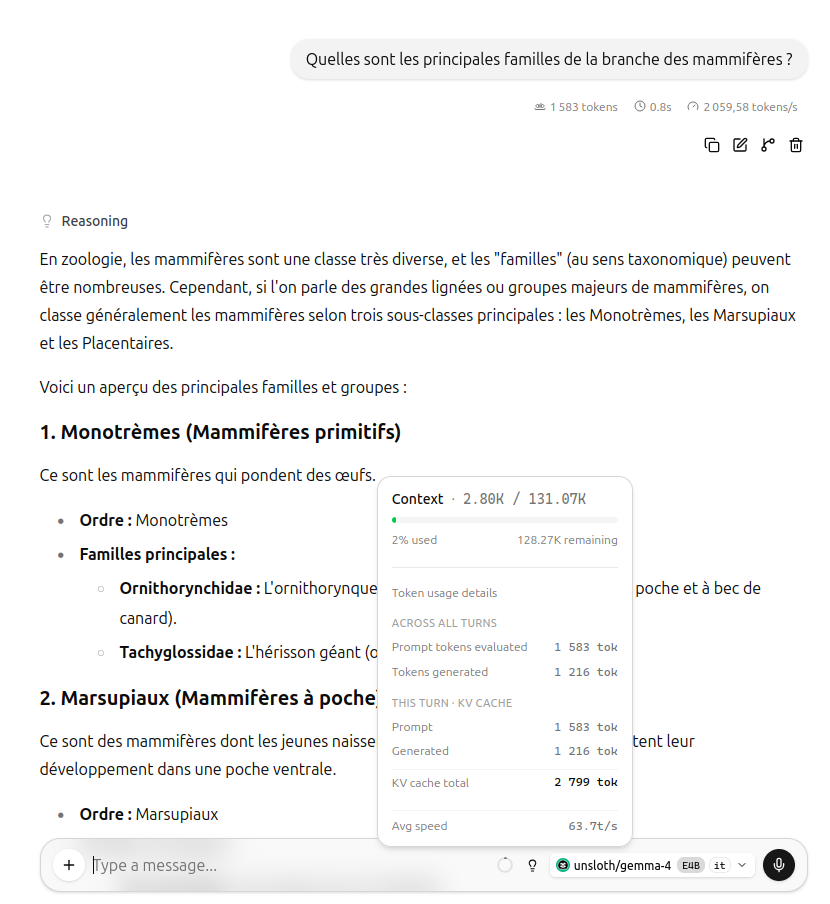 Quelles sont les principales familles de la branche des mammifères ?
1 583 tokens 0.8s 2 059,58 tokens/s
Reasoning
En zoologie, les mammifères sont une classe très diverse, et les "familles" (au sens taxonomique) peuvent
être nombreuses. Cependant, si l'on parle des grandes lignées ou groupes majeurs de mammifères, on
classe généralement les mammifères selon trois sous-classes principales : les Monotrèmes, les Marsupiaux
et les Placentaires.
Voici un aperçu des principales familles et groupes :
1. Monotrèmes (Mammifères primitifs)
Ce sont les mammifères qui pondent des œufs.
• Ordre : Monotrèmes
• Familles principales :
○ Ornithorynchidae : L'ornithorynque poche et à bec de
canard).
○ Tachyglossidae : L'hérisson géant (o
2. Marsupiaux (Mammifères à poche)
Ce sont des mammifères dont les jeunes naisse tent leur
développement dans une poche ventrale.
• Ordre : Marsupiaux
Context · 2.80K / 131.07K
2% used 128.27K remaining
Token usage details
ACROSS ALL TURNS
Prompt tokens evaluated 1 583 tok
Tokens generated 1 216 tok
THIS TURN · KV CACHE
Prompt 1 583 tok
Generated 1 216 tok
KV cache total 2 799 tok
Avg speed 63.7t/s
Type a message...
unsloth/gemma-4 E4B it